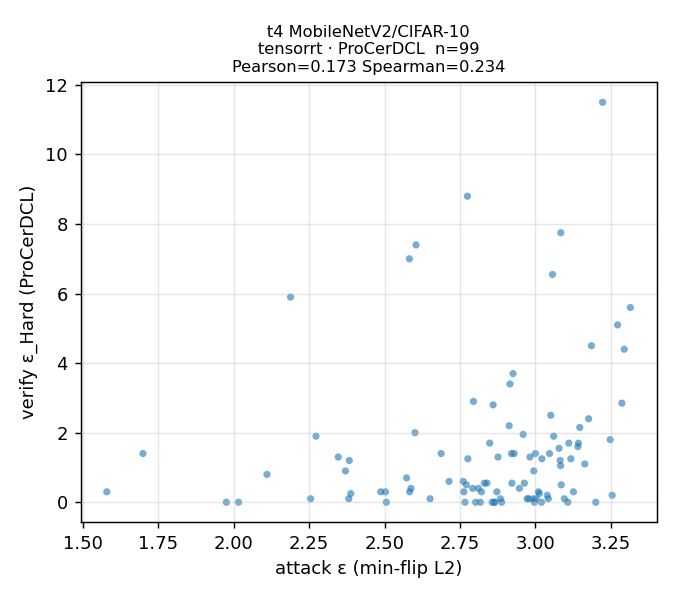 t4 MobileNetV2/CIFAR-10
tensorrt · ProCerDCL  n=99
Pearson=0.173 Spearman=0.234
12
10
8
6
4
2
0
verify ε_Hard (ProCerDCL)
1.50 1.75 2.00 2.25 2.50 2.75 3.00 3.25
attack ε (min-flip L2)